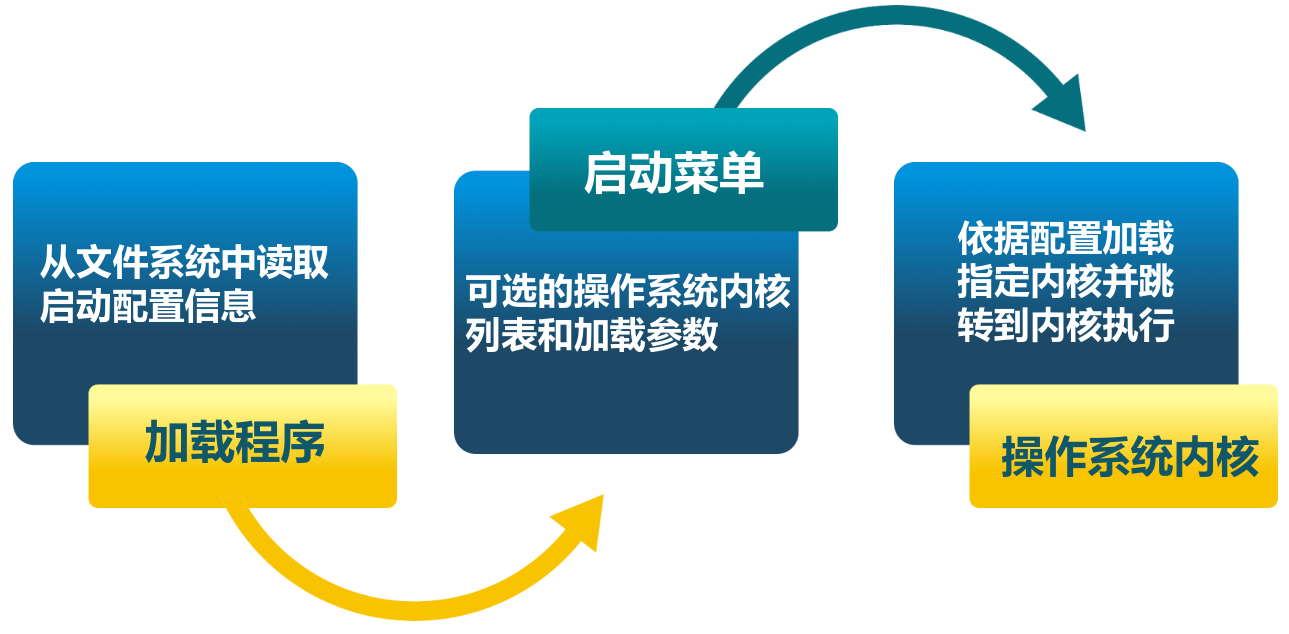 从文件系统中读取
启动配置信息
加载程序
启动菜单
可选的操作系统内核
列表和加载参数
依据配置加载
指定内核并跳
转到内核执行
操作系统内核